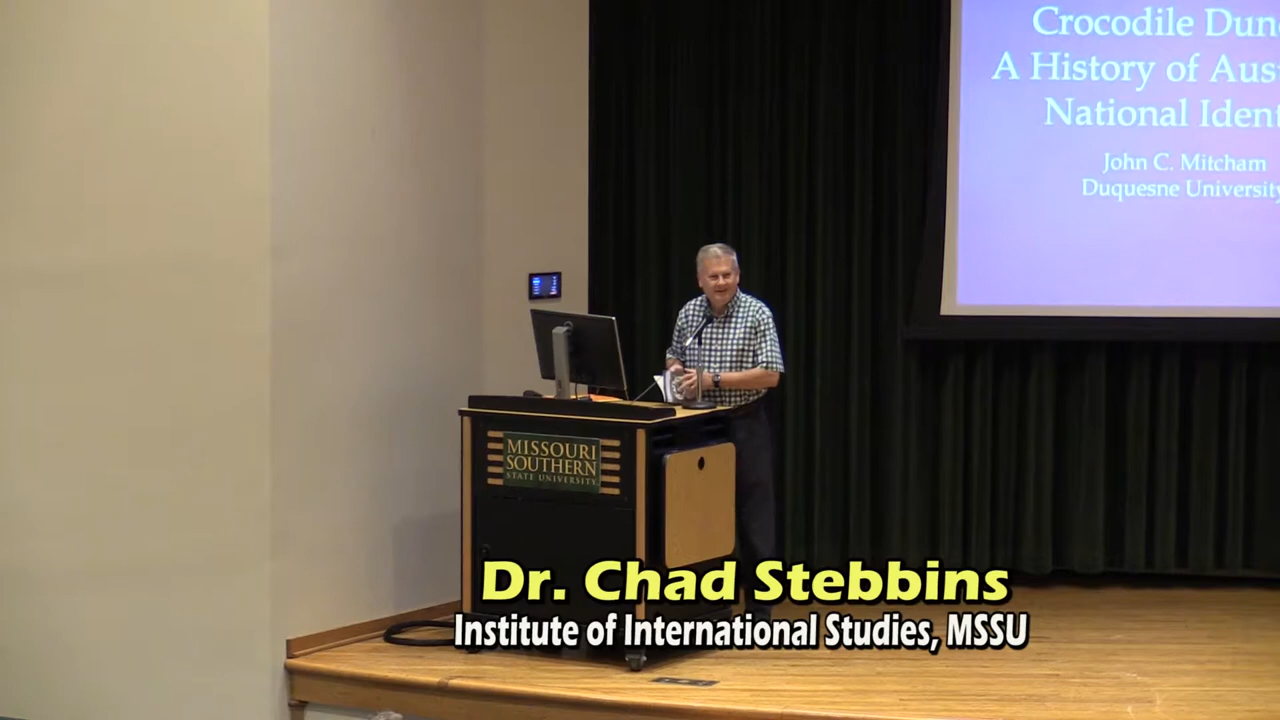 Crocodile Dun
A History of Aus
National Ident
John C. Mitcham
Duquesne University
MISSOURI
SOUTHERN
STATE UNIVERSITY
Dr. Chad Stebbins
Institute of International Studies, MSSU